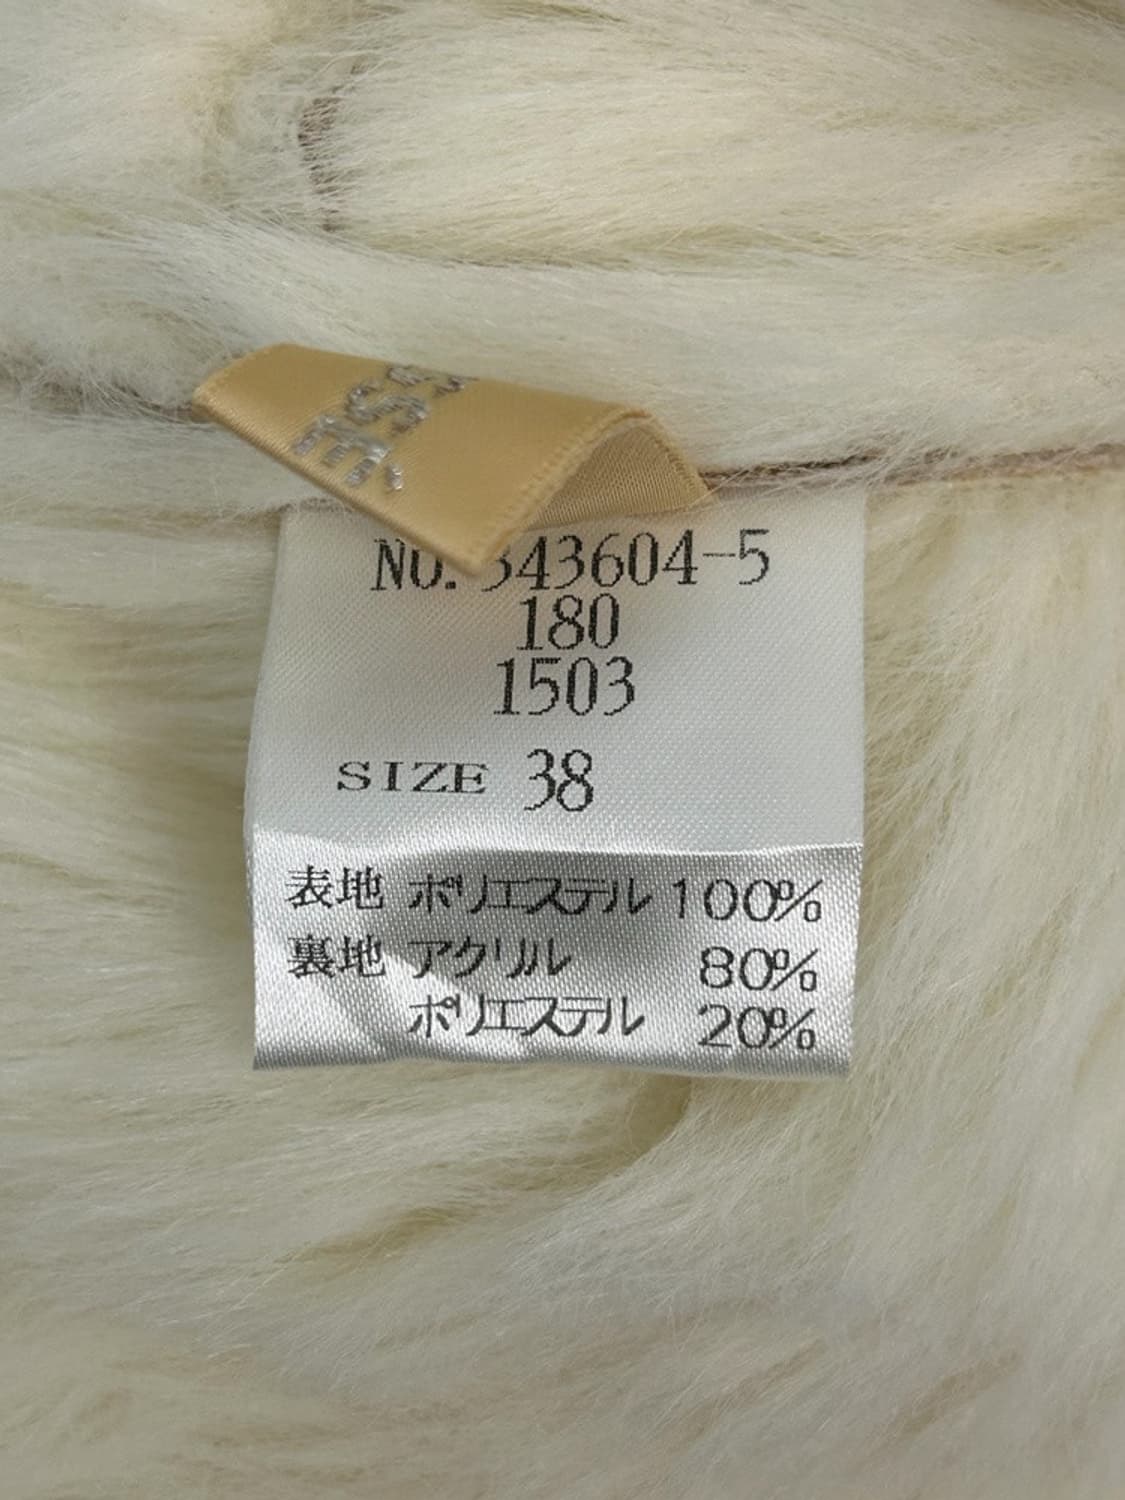 NO. 343604-5
180
1503
SIZE 38
表地 ポリエステル 100%
裏地 アクリル 80%
ポリエステル 20%